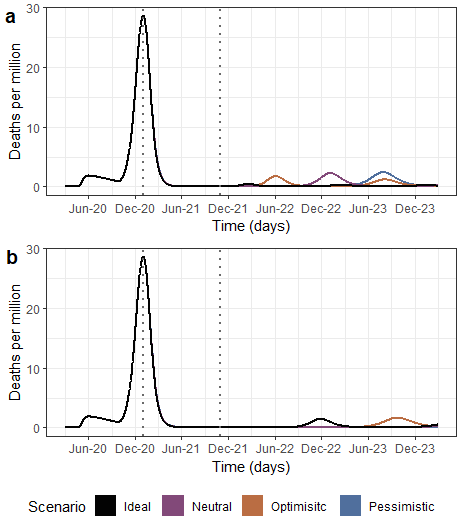 a
Deaths per million
30
20
10
0
Jun-20 Dec-20 Jun-21 Dec-21 Jun-22 Dec-22 Jun-23 Dec-23
Time (days)
b
Deaths per million
30
20
10
0
Jun-20 Dec-20 Jun-21 Dec-21 Jun-22 Dec-22 Jun-23 Dec-23
Time (days)
Scenario Ideal Neutral Optimisitc Pessimistic